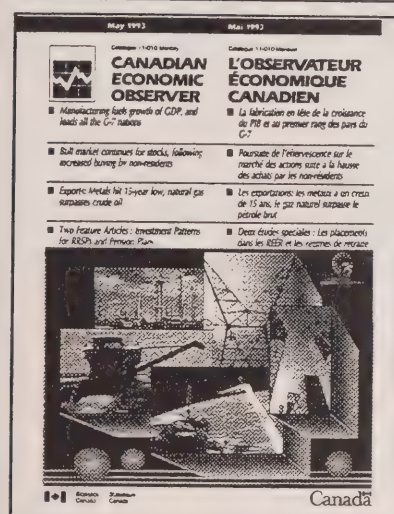 May 1993
Mai 1993
Catalogue 11-010 Monthly
Catalogue 11-010 Mensuel
CANADIAN
ECONOMIC
OBSERVER
L'OBSERVATEUR
ÉCONOMIQUE
CANADIEN
Manufacturing fuels growth of GDP, and
leads all the G-7 nations
La fabrication en tête de la croissance
du PIB et au premier rang des pays du
G-7
Bull market continues for stocks, following
increased buying by non-residents
Poursuite de l'effervescence sur le
marché des actions suite à la hausse
des achats par les non-résidents
Exports: Metals hit 15-year low, natural gas
surpasses crude oil
Les exportations: les métaux à un creux
de 15 ans, le gaz naturel surpasse le
pétrole brut
Two Feature Articles : Investment Patterns
for RRSPs and Pension Plans
Deux études spéciales : Les placements
dans les REER et les régimes de retraite
Statistics Statistique
Canada Canada
Canada